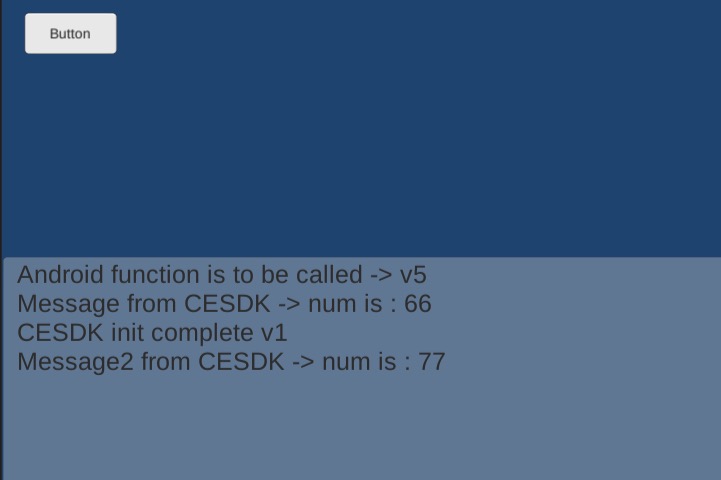 Button
Android function is to be called -> v5
Message from CESDK -> num is : 66
CESDK init complete v1
Message2 from CESDK -> num is : 77